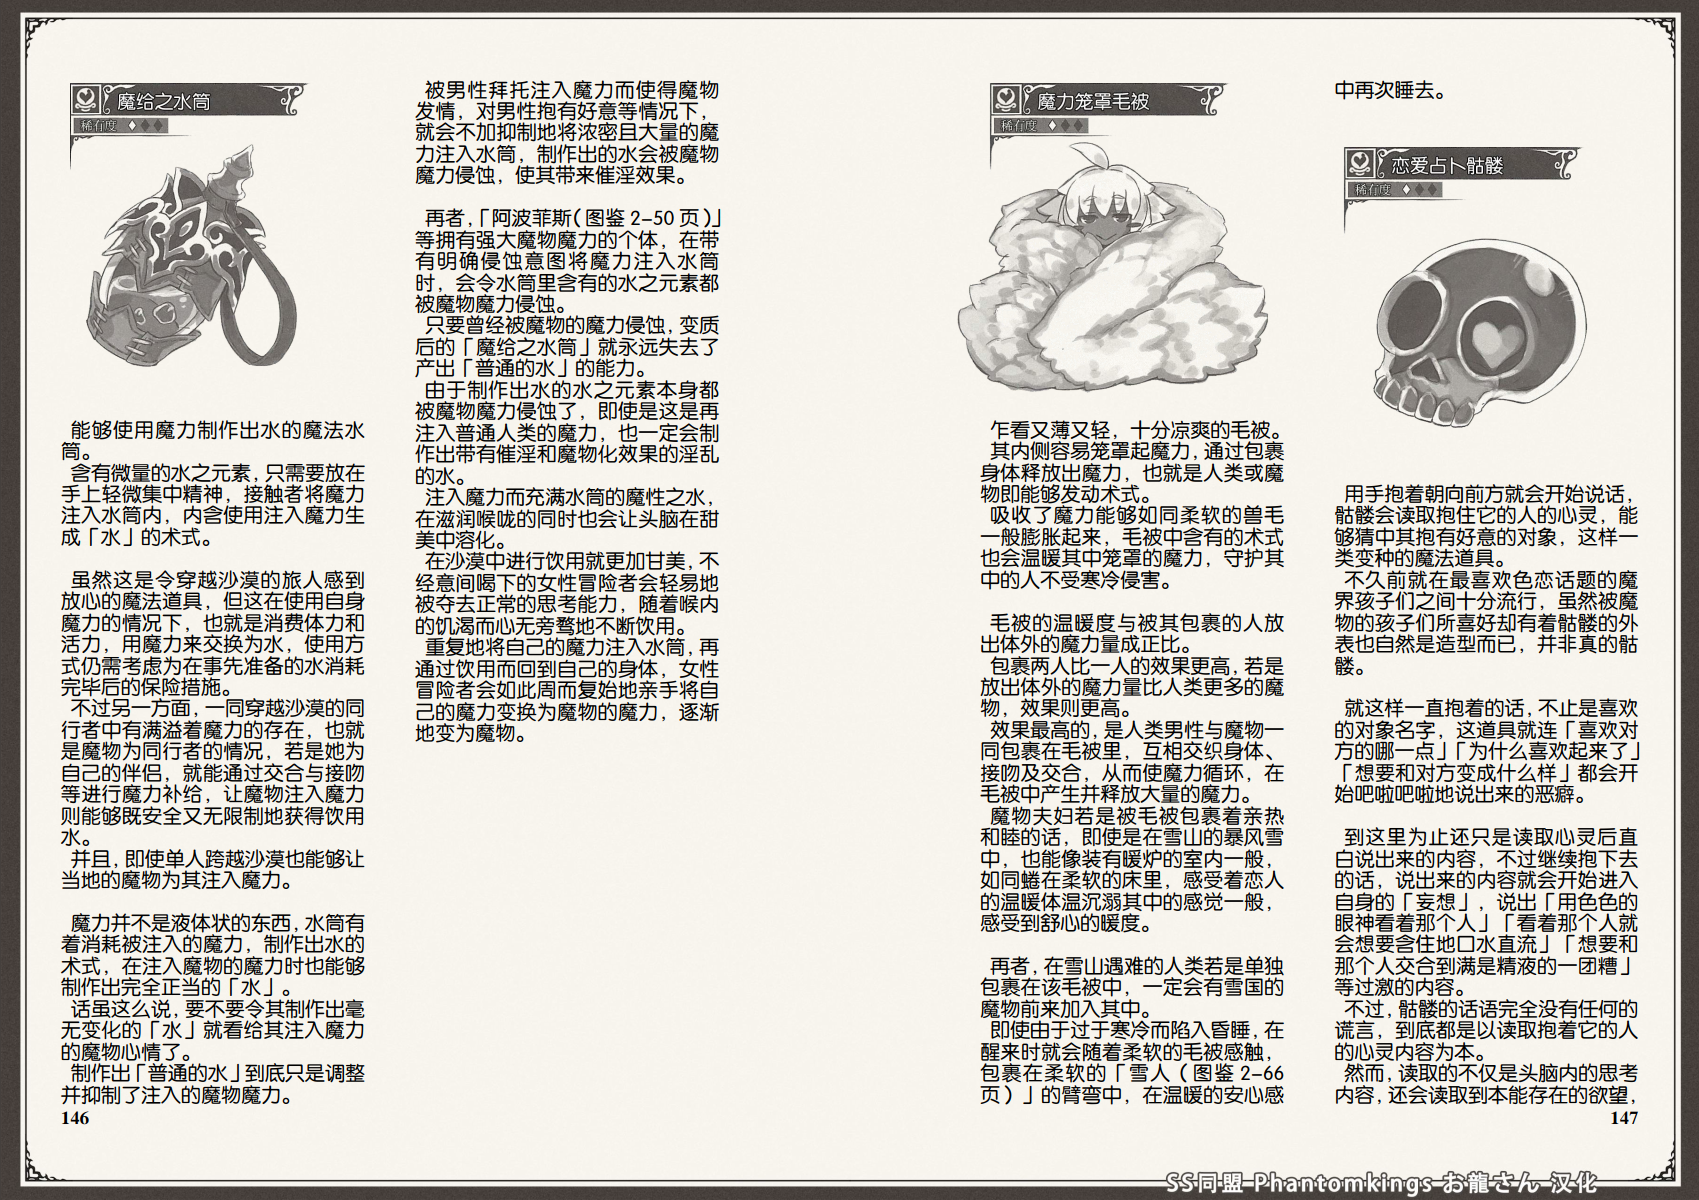 魔给之水筒
稀有度
能够使用魔力制作出水的魔法水
筒。
含有微量的水之元素，只需要放在
手上轻微集中精神，接触者将魔力
注入水筒内，内含使用注入魔力生
成「水」的术式。
虽然这是令穿越沙漠的旅人感到
放心的魔法道具，但这在使用自身
魔力的情况下，也就是消费体力和
活力，用魔力来交换为水，使用方
式仍需考虑为在事先准备的水消耗
完毕后的保险措施。
不过另一方面，一同穿越沙漠的同
行者中有满溢着魔力的存在，也就
是魔物为同行者的情况，若是她为
自己的伴侣，就能通过交合与接吻
等进行魔力补给，让魔物注入魔力
则能够既安全又无限制地获得饮用
水。
并且，即使单人跨越沙漠也能够让
当地的魔物为其注入魔力。
魔力并不是液体状的东西，水筒有
着消耗被注入的魔力，制作出水的
术式，在注入魔物的魔力时也能够
制作出完全正当的「水」。
话虽这么说，要不要令其制作出毫
无变化的「水」就看给其注入魔力
的魔物心情了。
制作出「普通的水」到底只是调整
并抑制了注入的魔物魔力。
146
被男性拜托注入魔力而使得魔物
发情，对男性抱有好意等情况下，
就会不加抑制地将浓密且大量的魔
力注入水筒，制作出的水会被魔物
魔力侵蚀，使其带来催淫效果。
再者，「阿波菲斯（图鉴2-50页）」
等拥有强大魔物魔力的个体，在带
有明确侵蚀意图将魔力注入水筒
时，会令水筒里含有的水之元素都
被魔物魔力侵蚀。
只要曾经被魔物的魔力侵蚀，变质
后的「魔给之水筒」就永远失去了
产出「普通的水」的能力。
由于制作出水的水之元素本身都
被魔物魔力侵蚀了，即使是这是再
注入普通人类的魔力，也一定会制
作出带有催淫和魔物化效果的淫乱
的水。
注入魔力而充满水筒的魔性之水，
在滋润喉咙的同时也会让头脑在甜
美中溶化。
在沙漠中进行饮用就更加甘美，不
经意间喝下的女性冒险者会轻易地
被夺去正常的思考能力，随着喉内
的饥渴而心无旁骛地不断饮用。
重复地将自己的魔力注入水筒，再
通过饮用而回到自己的身体，女性
冒险者会如此周而复始地亲手将自
己的魔力变换为魔物的魔力，逐渐
地变为魔物。
魔力笼罩毛被
稀有度
乍看又薄又轻，十分凉爽的毛被。
其内侧容易笼罩起魔力，通过包裹
身体释放出魔力，也就是人类或魔
物即能够发动术式。
吸收了魔力能够如同柔软的兽毛
一般膨胀起来，毛被中含有的术式
也会温暖其中笼罩的魔力，守护其
中的人不受寒冷侵害。
毛被的温暖度与被其包裹的人放
出体外的魔力量成正比。
包裹两人比一人的效果更高，若是
放出体外的魔力量比人类更多的魔
物，效果则更高。
效果最高的，是人类男性与魔物一
同包裹在毛被里，互相交织身体、
接吻及交合，从而使魔力循环，在
毛被中产生并释放大量的魔力。
魔物夫妇若是被毛被包裹着亲热
和睦的话，即使是在雪山的暴风雪
中，也能像装有暖炉的室内一般，
如同蜷在柔软的床里，感受着恋人
的温暖体温沉溺其中的感觉一般，
感受到舒心的暖度。
再者，在雪山遇难的人类若是单独
包裹在该毛被中，一定会有雪国的
魔物前来加入其中。
即使由于过于寒冷而陷入昏睡，在
醒来时就会随着柔软的毛被感触，
包裹在柔软的「雪人（图鉴2-66
页）」的臂弯中，在温暖的安心感
中再次睡去。
恋爱占卜骷髅
稀有度
用手抱着朝向前方就会开始说话，
骷髅会读取抱住它的人的心灵，能
够猜中其抱有好意的对象，这样一
类变种的魔法道具。
不久前就在最喜欢色恋话题的魔
界孩子们之间十分流行，虽然被魔
物的孩子们所喜好却有着骷髅的外
表也自然是造型而已，并非真的骷
髅。
就这样一直抱着的话，不止是喜欢
的对象名字，这道具就连「喜欢对
方的哪一点」「为什么喜欢起来了」
「想要和对方变成什么样」都会开
始吧啦吧啦地说出来的恶癖。
到这里为止还只是读取心灵后直
白说出来的内容，不过继续抱下去
的话，说出来的内容就会开始进入
自身的「妄想」，说出「用色色的
眼神看着那个人」「看着那个人就
会想要含住地口水直流」「想要和
那个人交合到满是精液的一团糟」
等过激的内容。
不过，骷髅的话语完全没有任何的
谎言，到底都是以读取抱着它的人
的心灵内容为本。
然而，读取的不仅是头脑内的思考
内容，还会读取到本能存在的欲望，
147
SS同盟 Phantomkings お龍さん 汉化